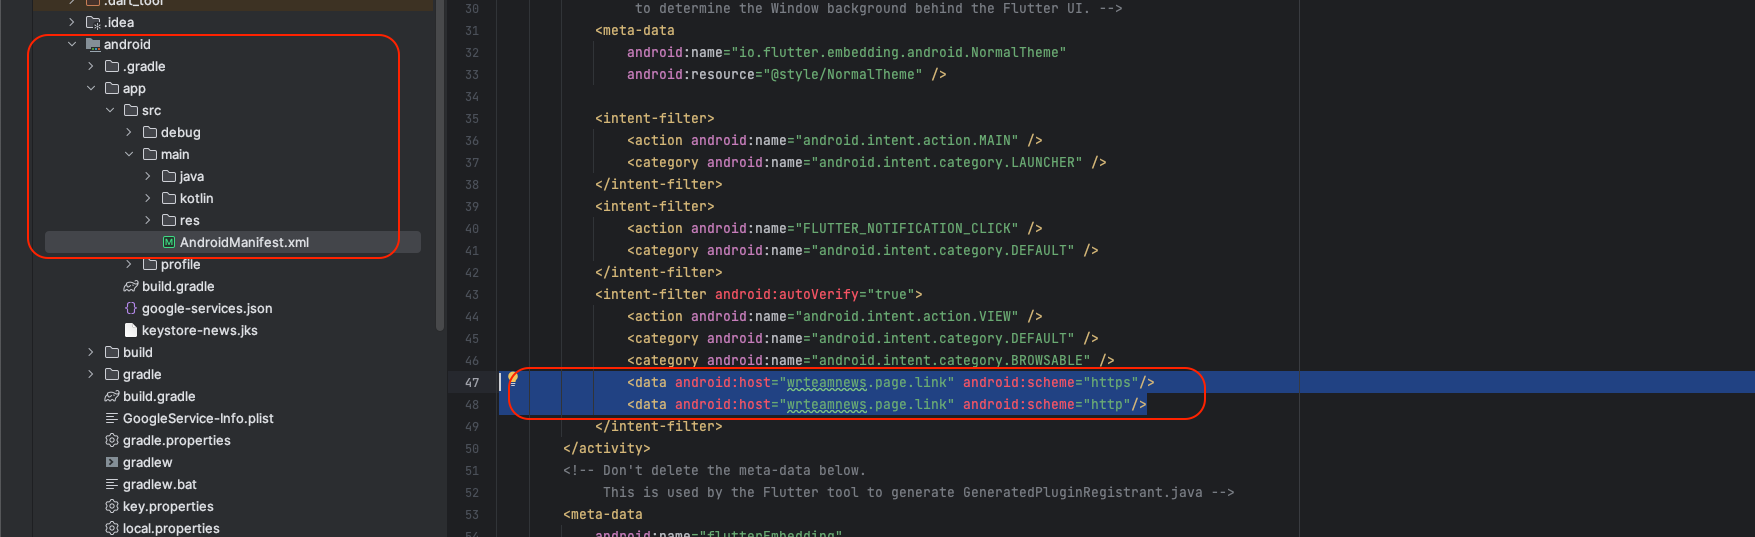 .dart_tool
.idea
android
.gradle
app
src
debug
main
java
kotlin
res
AndroidManifest.xml
profile
build.gradle
google-services.json
keystore-news.jks
build
gradle
build.gradle
GoogleService-Info.plist
gradle.properties
gradlew
gradlew.bat
key.properties
local.properties
30 to determine the Window background behind the Flutter UI. -->
31 <meta-data
32 android:name="io.flutter.embedding.android.NormalTheme"
33 android:resource="@style/NormalTheme" />
34
35 <intent-filter>
36 <action android:name="android.intent.action.MAIN" />
37 <category android:name="android.intent.category.LAUNCHER" />
38 </intent-filter>
39 <intent-filter>
40 <action android:name="FLUTTER_NOTIFICATION_CLICK" />
41 <category android:name="android.intent.category.DEFAULT" />
42 </intent-filter>
43 <intent-filter android:autoVerify="true">
44 <action android:name="android.intent.action.VIEW" />
45 <category android:name="android.intent.category.DEFAULT" />
46 <category android:name="android.intent.category.BROWSABLE" />
47 <data android:host="wrteamnews.page.link" android:scheme="https"/>
48 <data android:host="wrteamnews.page.link" android:scheme="http"/>
49 </intent-filter>
50 </activity>
51 <!-- Don't delete the meta-data below.
52 This is used by the Flutter tool to generate GeneratedPluginRegistrant.java -->
53 <meta-data
54 android:name="flutterEmbedding"